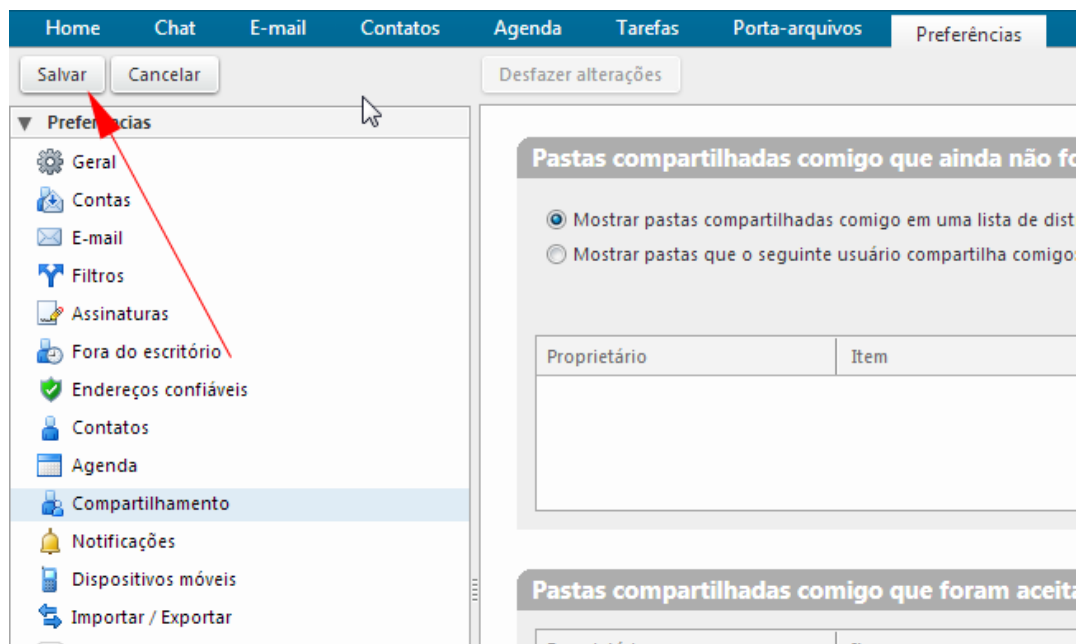 Home Chat E-mail Contatos Agenda Tarefas Porta-arquivos Preferências
Salvar Cancelar Desfazer alterações
Preferências
Geral
Contas
E-mail
Filtros
Assinaturas
Fora do escritório
Endereços confiáveis
Contatos
Agenda
Compartilhamento
Notificações
Dispositivos móveis
Importar / Exportar
Pastas compartilhadas comigo que ainda não fo
Mostrar pastas compartilhadas comigo em uma lista de dist
Mostrar pastas que o seguinte usuário compartilha comigo:
Proprietário Item
Pastas compartilhadas comigo que foram aceita